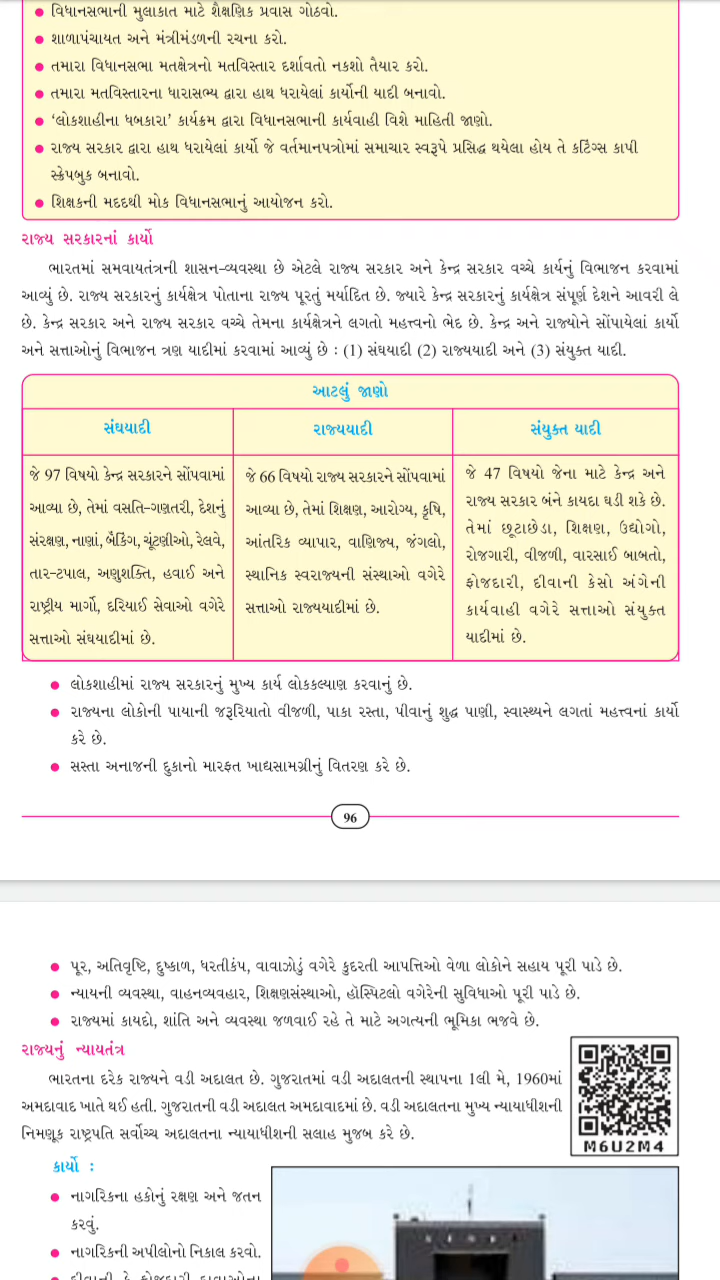 • વિધાનસભાની મુલાકાત માટે શૈક્ષણિક પ્રવાસ ગોઠવો.
• શાળાપંચાયત અને મંત્રીમંડળની રચના કરો.
• તમારા વિધાનસભા મતક્ષેત્રનો મતવિસ્તાર દર્શાવતો નકશો તૈયાર કરો.
• તમારા મતવિસ્તારના ધારાસભ્ય દ્વારા હાથ ધરાયેલાં કાર્યોની યાદી બનાવો.
• ‘લોકશાહીના ધબકારા’ કાર્યક્રમ દ્વારા વિધાનસભાની કાર્યવાહી વિશે માહિતી જાણો.
• રાજ્ય સરકાર દ્વારા હાથ ધરાયેલાં કાર્યો જે વર્તમાનપત્રોમાં સમાચાર સ્વરૂપે પ્રસિદ્ધ થયેલા હોય તે કટિંગ્સ કાપી
સ્ક્રેપબુક બનાવો.
• શિક્ષકની મદદથી મોક વિધાનસભાનું આયોજન કરો.
રાજ્ય સરકારનાં કાર્યો
ભારતમાં સમવાયતંત્રની શાસન-વ્યવસ્થા છે એટલે રાજ્ય સરકાર અને કેન્દ્ર સરકાર વચ્ચે કાર્યનું વિભાજન કરવામાં
આવ્યું છે. રાજ્ય સરકારનું કાર્યક્ષેત્ર પોતાના રાજ્ય પૂરતું મર્યાદિત છે. જ્યારે કેન્દ્ર સરકારનું કાર્યક્ષેત્ર સંપૂર્ણ દેશને આવરી લે
છે. કેન્દ્ર સરકાર અને રાજ્ય સરકાર વચ્ચે તેમના કાર્યક્ષેત્રને લગતો મહત્ત્વનો ભેદ છે. કેન્દ્ર અને રાજ્યોને સોંપાયેલાં કાર્યો
અને સત્તાઓનું વિભાજન ત્રણ યાદીમાં કરવામાં આવ્યું છે : (1) સંઘયાદી (2) રાજ્યયાદી અને (3) સંયુક્ત યાદી.
આટલું જાણો
સંઘયાદી
જે 97 વિષયો કેન્દ્ર સરકારને સોંપવામાં
આવ્યા છે, તેમાં વસતિ-ગણતરી, દેશનું
સંરક્ષણ, નાણાં, બૅંકિંગ, ચૂંટણીઓ, રેલવે,
તાર-ટપાલ, અણુશક્તિ, હવાઈ અને
રાષ્ટ્રીય માર્ગો, દરિયાઈ સેવાઓ વગેરે
સત્તાઓ સંઘયાદીમાં છે.
રાજ્યયાદી
જે 66 વિષયો રાજ્ય સરકારને સોંપવામાં
આવ્યા છે, તેમાં શિક્ષણ, આરોગ્ય, કૃષિ,
આંતરિક વ્યાપાર, વાણિજ્ય, જંગલો,
સ્થાનિક સ્વરાજ્યની સંસ્થાઓ વગેરે
સત્તાઓ રાજ્યયાદીમાં છે.
સંયુક્ત યાદી
જે 47 વિષયો જેના માટે કેન્દ્ર અને
રાજ્ય સરકાર બંને કાયદા ઘડી શકે છે.
તેમાં છૂટાછેડા, શિક્ષણ, ઉદ્યોગો,
રોજગારી, વીજળી, વારસાઈ બાબતો,
ફોજદારી, દીવાની કેસો અંગેની
કાર્યવાહી વગેરે સત્તાઓ સંયુક્ત
યાદીમાં છે.
• લોકશાહીમાં રાજ્ય સરકારનું મુખ્ય કાર્ય લોકકલ્યાણ કરવાનું છે.
• રાજ્યના લોકોની પાયાની જરૂરિયાતો વીજળી, પાકા રસ્તા, પીવાનું શુદ્ધ પાણી, સ્વાસ્થ્યને લગતાં મહત્ત્વનાં કાર્યો
કરે છે.
• સસ્તા અનાજની દુકાનો મારફત ખાદ્યસામગ્રીનું વિતરણ કરે છે.
96
• પૂર, અતિવૃષ્ટિ, દુષ્કાળ, ધરતીકંપ, વાવાઝોડું વગેરે કુદરતી આપત્તિઓ વેળા લોકોને સહાય પૂરી પાડે છે.
• ન્યાયની વ્યવસ્થા, વાહનવ્યવહાર, શિક્ષણસંસ્થાઓ, હૉસ્પિટલો વગેરેની સુવિધાઓ પૂરી પાડે છે.
• રાજ્યમાં કાયદો, શાંતિ અને વ્યવસ્થા જળવાઈ રહે તે માટે અગત્યની ભૂમિકા ભજવે છે.
રાજ્યનું ન્યાયતંત્ર
ભારતના દરેક રાજ્યને વડી અદાલત છે. ગુજરાતમાં વડી અદાલતની સ્થાપના 1લી મે, 1960માં
અમદાવાદ ખાતે થઈ હતી. ગુજરાતની વડી અદાલત અમદાવાદમાં છે. વડી અદાલતના મુખ્ય ન્યાયાધીશની
નિમણૂક રાષ્ટ્રપતિ સર્વોચ્ચ અદાલતના ન્યાયાધીશની સલાહ મુજબ કરે છે.
M6U2M4
કાર્યો :
• નાગરિકના હકોનું રક્ષણ અને જતન
કરવું.
• નાગરિકની અપીલોનો નિકાલ કરવો.